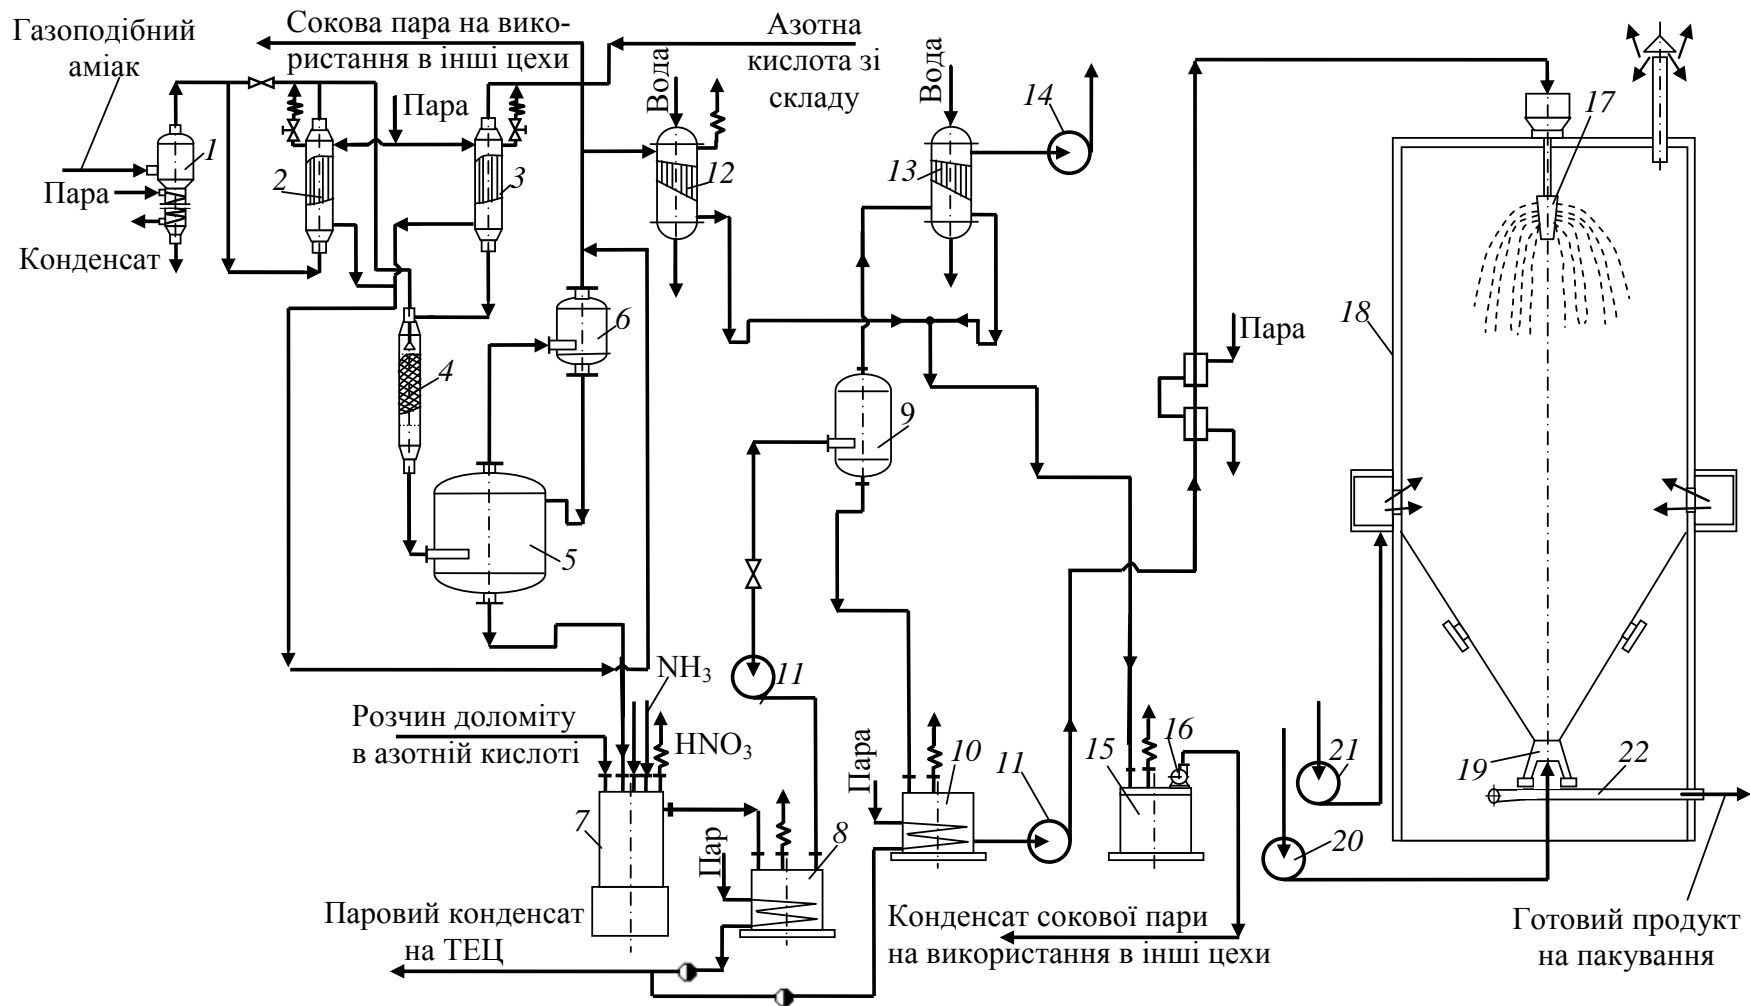 Газоподібний
аміак
Сокова пара на вико-
ристання в інші цехи
Азотна
кислота зі
складу
Вода
Вода
Пара
14
17
1
2
3
12
13
Пара
Конденсат
6
18
Пара
4
9
5
NH3
11
Розчин доломіту
в азотній кислоті
HNO3
Пара
10
11
15
16
19
21
22
7
Пар
8
20
Паровий конденсат
на ТЕЦ
Конденсат сокової пари
на використання в інші цехи
Готовий продукт
на пакування